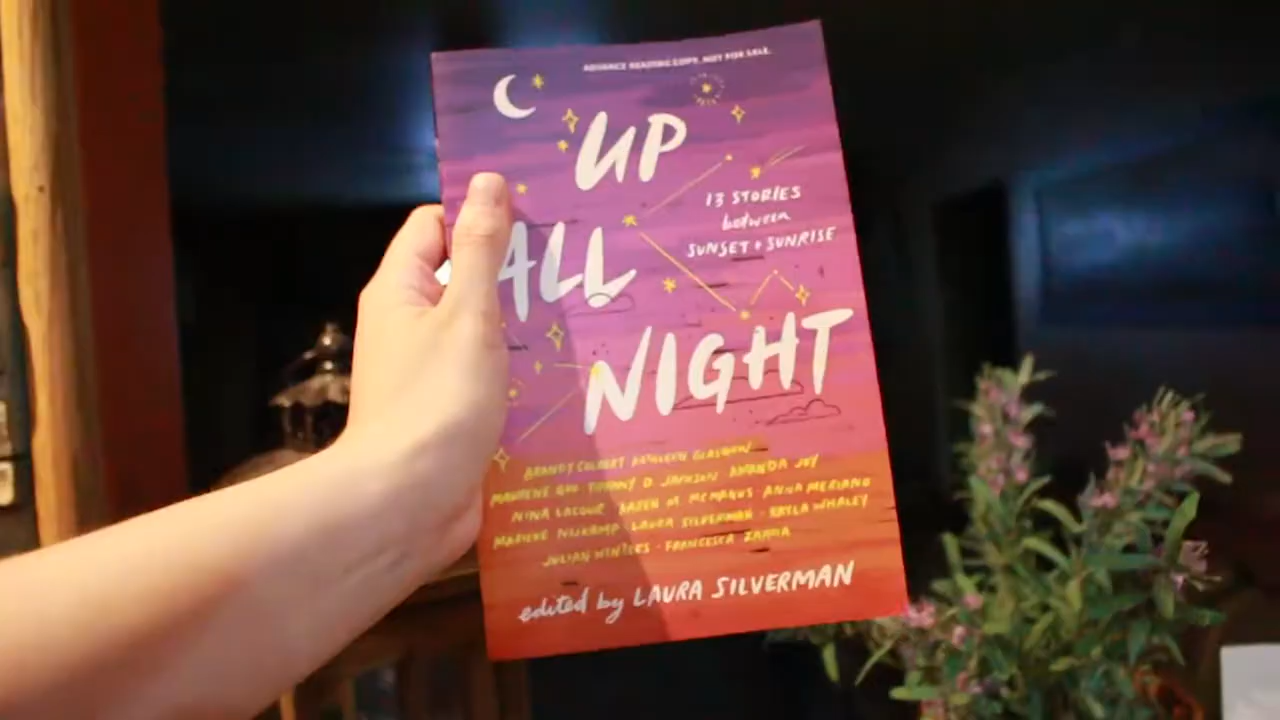 ADVANCE READING COPY. NOT FOR SALE.
UP
ALL
NIGHT
13 STORIES
between
SUNSET + SUNRISE
BRANDY COLBERT KATHLEEN GLASGOW
MAURENE GOO · TIFFANY D. JACKSON AMANDA JOY
NINA LACOUR KAREN M. MCMANUS ANNA MERIANO
MARIEKE NIJKAMP LAURA SILVERMAN · KAYLA WHALEY
JULIAN WINTERS · FRANCESCA ZAPPIA
edited by LAURA SILVERMAN